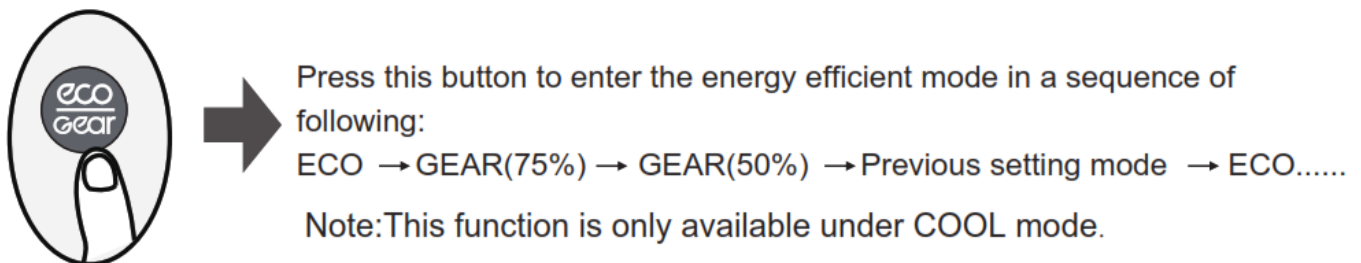 eco
Gear
Press this button to enter the energy efficient mode in a sequence of
following:
ECO → GEAR(75%) → GEAR(50%) → Previous setting mode → ECO......
Note:This function is only available under COOL mode.